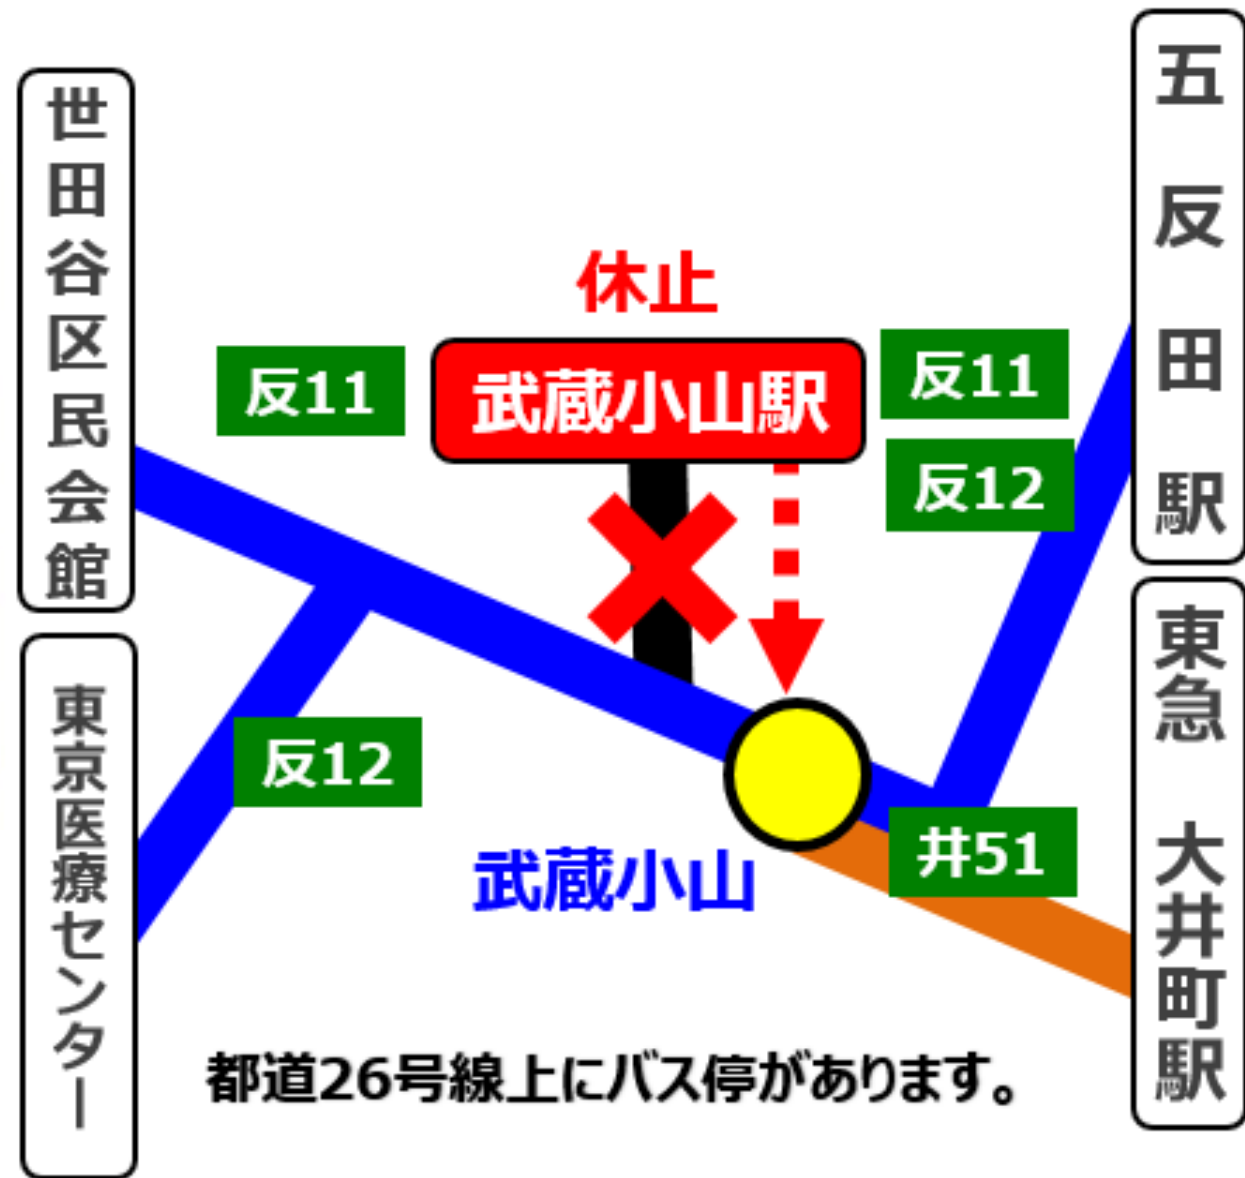 世田谷区民会館
五反田駅
休止
反11
武蔵小山駅
反11
反12
東京医療センター
反12
東急 大井町駅
井51
武蔵小山
都道26号線上にバス停があります。